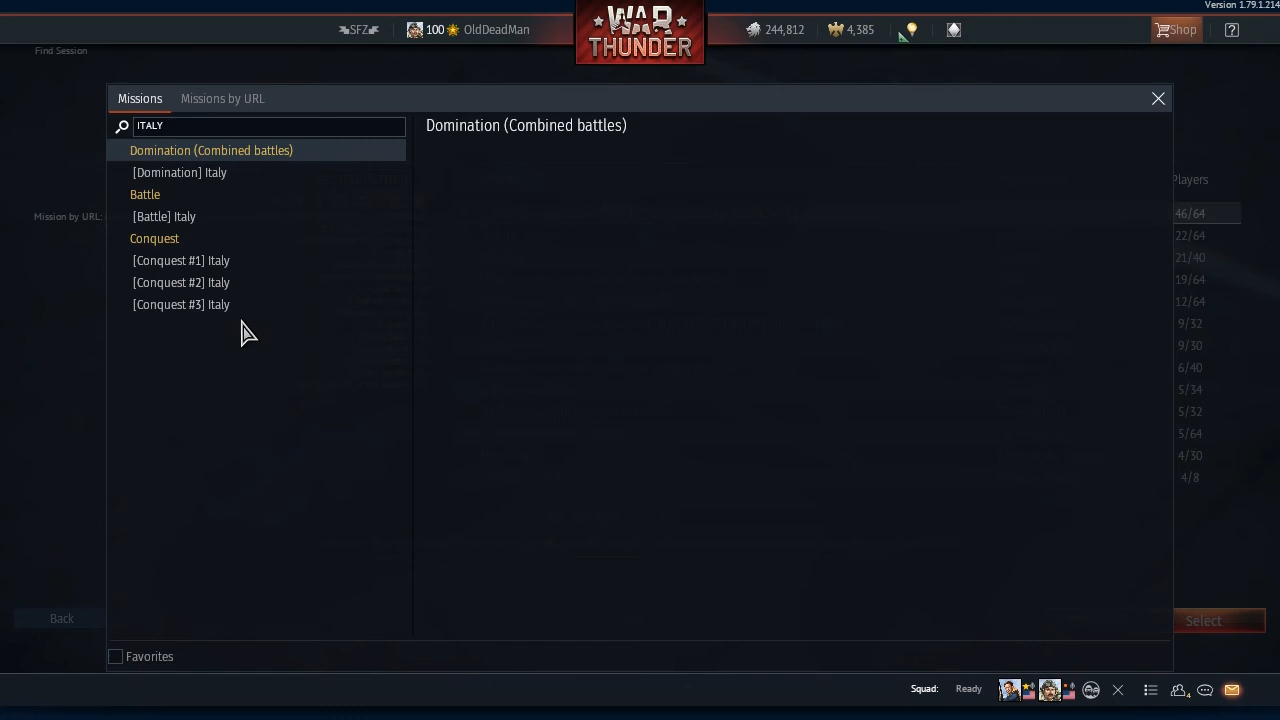 Version 1.79.1.214
SFZ
100 OldDeadMan
WAR THUNDER
244,812
4,385
Shop
Find Session
Missions
Missions by URL
ITALY
Domination (Combined battles)
Domination (Combined battles)
[Domination] Italy
Battle
[Battle] Italy
Conquest
[Conquest #1] Italy
[Conquest #2] Italy
[Conquest #3] Italy
Mission by URL:
Players
46/64
22/64
21/40
19/64
12/64
9/32
9/30
6/40
5/34
5/32
5/64
4/30
4/8
Back
Select
Favorites
Squad:
Ready
4